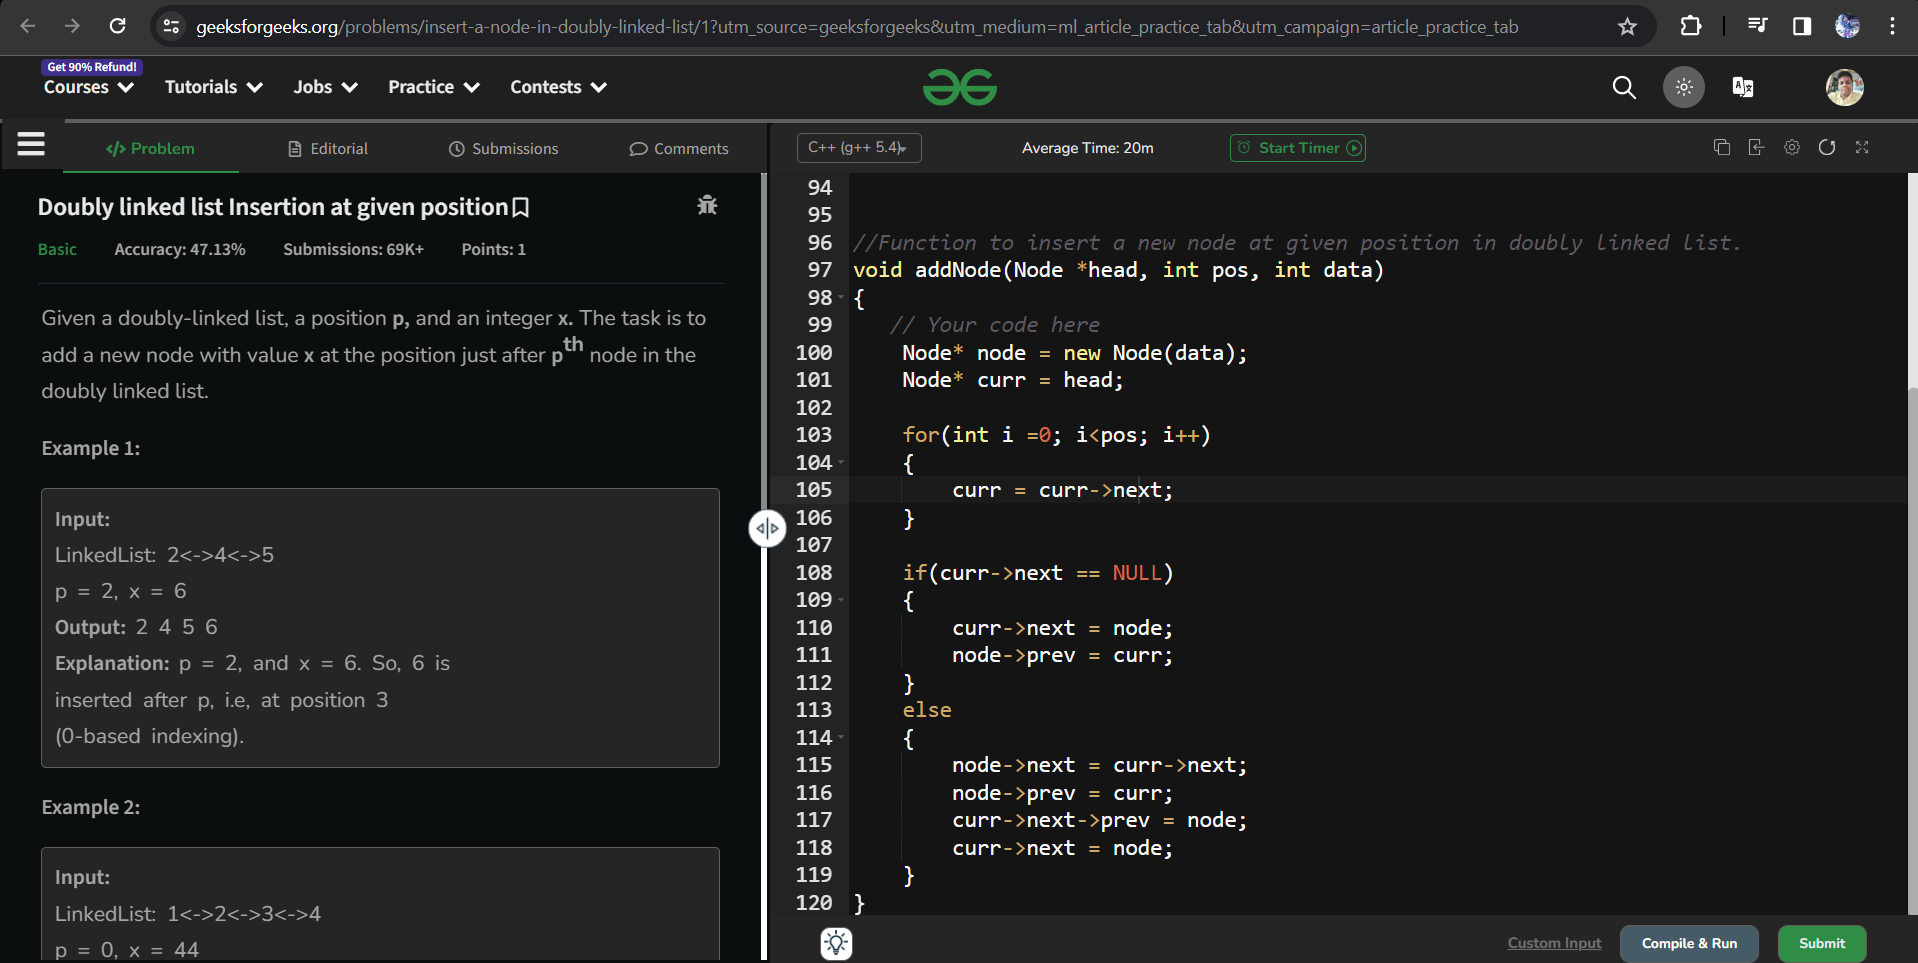 geeksforgeeks.org/problems/insert-a-node-in-doubly-linked-list/1?utm_source=geeksforgeeks&utm_medium=ml_article_practice_tab&utm_campaign=article_practice_tab
Get 90% Refund!
Courses Tutorials Jobs Practice Contests
</> Problem Editorial Submissions Comments
Doubly linked list Insertion at given position
Basic Accuracy: 47.13% Submissions: 69K+ Points: 1
Given a doubly-linked list, a position p, and an integer x. The task is to
add a new node with value x at the position just after pth node in the
doubly linked list.
Example 1:
Input:
LinkedList: 2<->4<->5
p = 2, x = 6
Output: 2 4 5 6
Explanation: p = 2, and x = 6. So, 6 is
inserted after p, i.e, at position 3
(0-based indexing).
Example 2:
Input:
LinkedList: 1<->2<->3<->4
p = 0, x = 44
C++ (g++ 5.4) Average Time: 20m Start Timer
94
95
96 //Function to insert a new node at given position in doubly linked list.
97 void addNode(Node *head, int pos, int data)
98 {
99 // Your code here
100 Node* node = new Node(data);
101 Node* curr = head;
102
103 for(int i =0; i<pos; i++)
104 {
105 curr = curr->next;
106 }
107
108 if(curr->next == NULL)
109 {
110 curr->next = node;
111 node->prev = curr;
112 }
113 else
114 {
115 node->next = curr->next;
116 node->prev = curr;
117 curr->next->prev = node;
118 curr->next = node;
119 }
120 }
Custom Input Compile & Run Submit